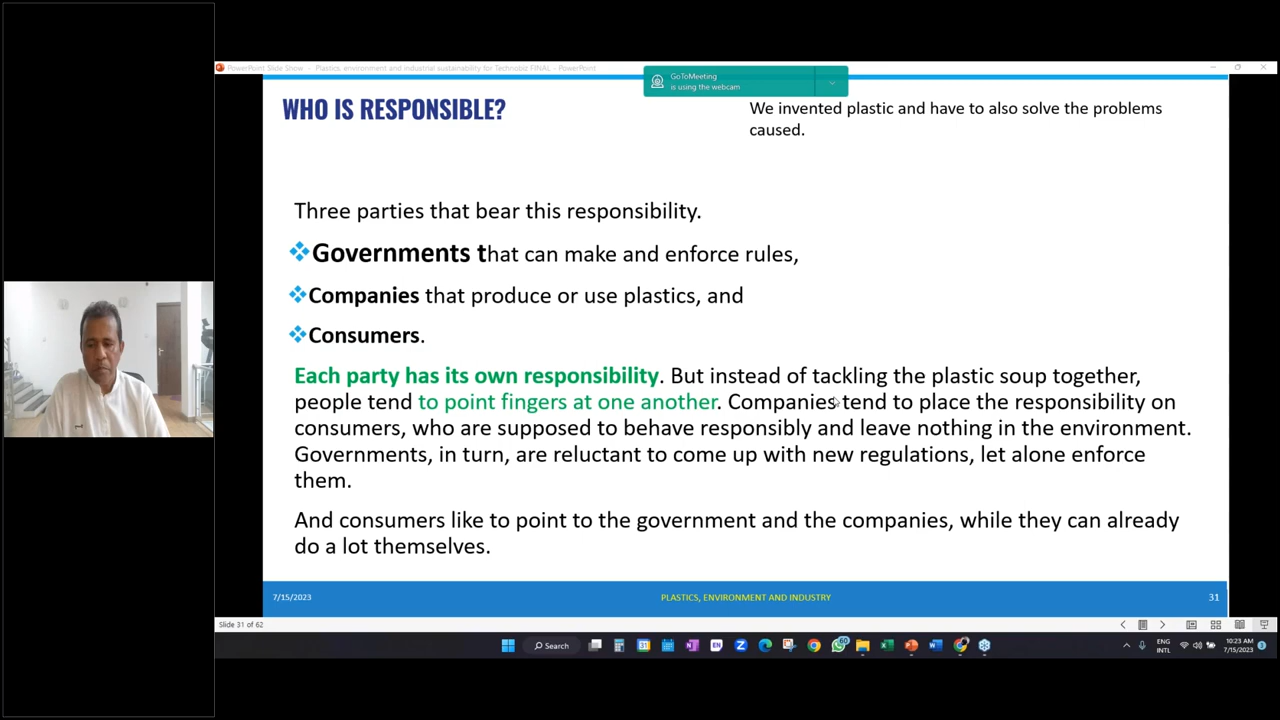 PowerPoint Slide Show - Plastics, environment and industrial sustainability for Technobiz FINAL - PowerPoint
GoToMeeting
is using the webcam
WHO IS RESPONSIBLE?
We invented plastic and have to also solve the problems
caused.
Three parties that bear this responsibility.
Governments that can make and enforce rules,
Companies that produce or use plastics, and
Consumers.
Each party has its own responsibility. But instead of tackling the plastic soup together,
people tend to point fingers at one another. Companies tend to place the responsibility on
consumers, who are supposed to behave responsibly and leave nothing in the environment.
Governments, in turn, are reluctant to come up with new regulations, let alone enforce
them.
And consumers like to point to the government and the companies, while they can already
do a lot themselves.
7/15/2023
PLASTICS, ENVIRONMENT AND INDUSTRY
31
Slide 31 of 62
Search
60
ENG
INTL
10:23 AM
7/15/2023
3